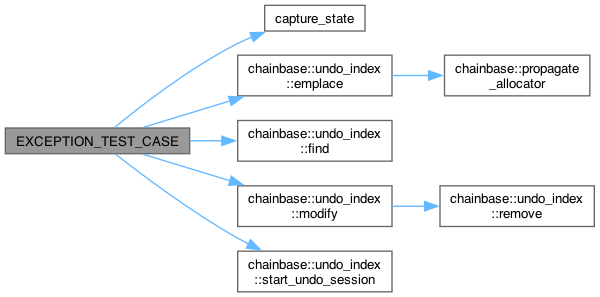 capture_state
chainbase::undo_index
::emplace
chainbase::propagate
_allocator
EXCEPTION_TEST_CASE
chainbase::undo_index
::find
chainbase::undo_index
::modify
chainbase::undo_index
::remove
chainbase::undo_index
::start_undo_session